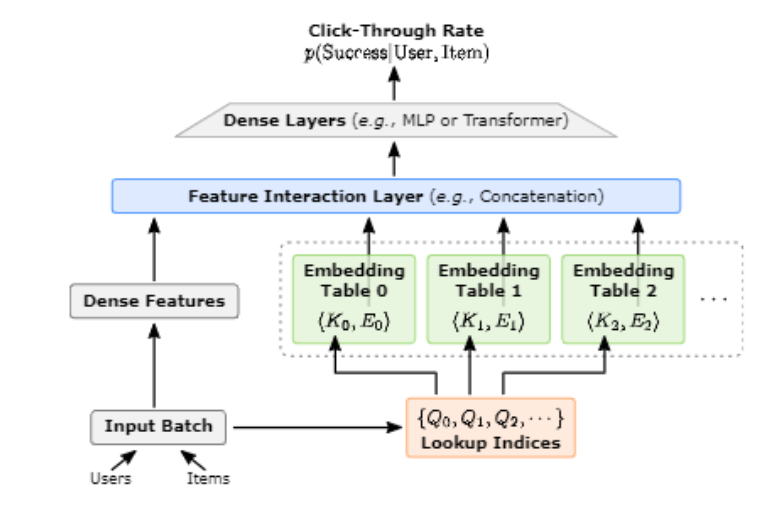 Click-Through Rate
p(Success|User, Item)
Dense Layers (e.g., MLP or Transformer)
Feature Interaction Layer (e.g., Concatenation)
Dense Features
Embedding
Table 0
⟨K₀, E₀⟩
Embedding
Table 1
⟨K₁, E₁⟩
Embedding
Table 2
⟨K₂, E₂⟩
...
Input Batch
{Q₀, Q₁, Q₂, ⋯}
Lookup Indices
Users
Items